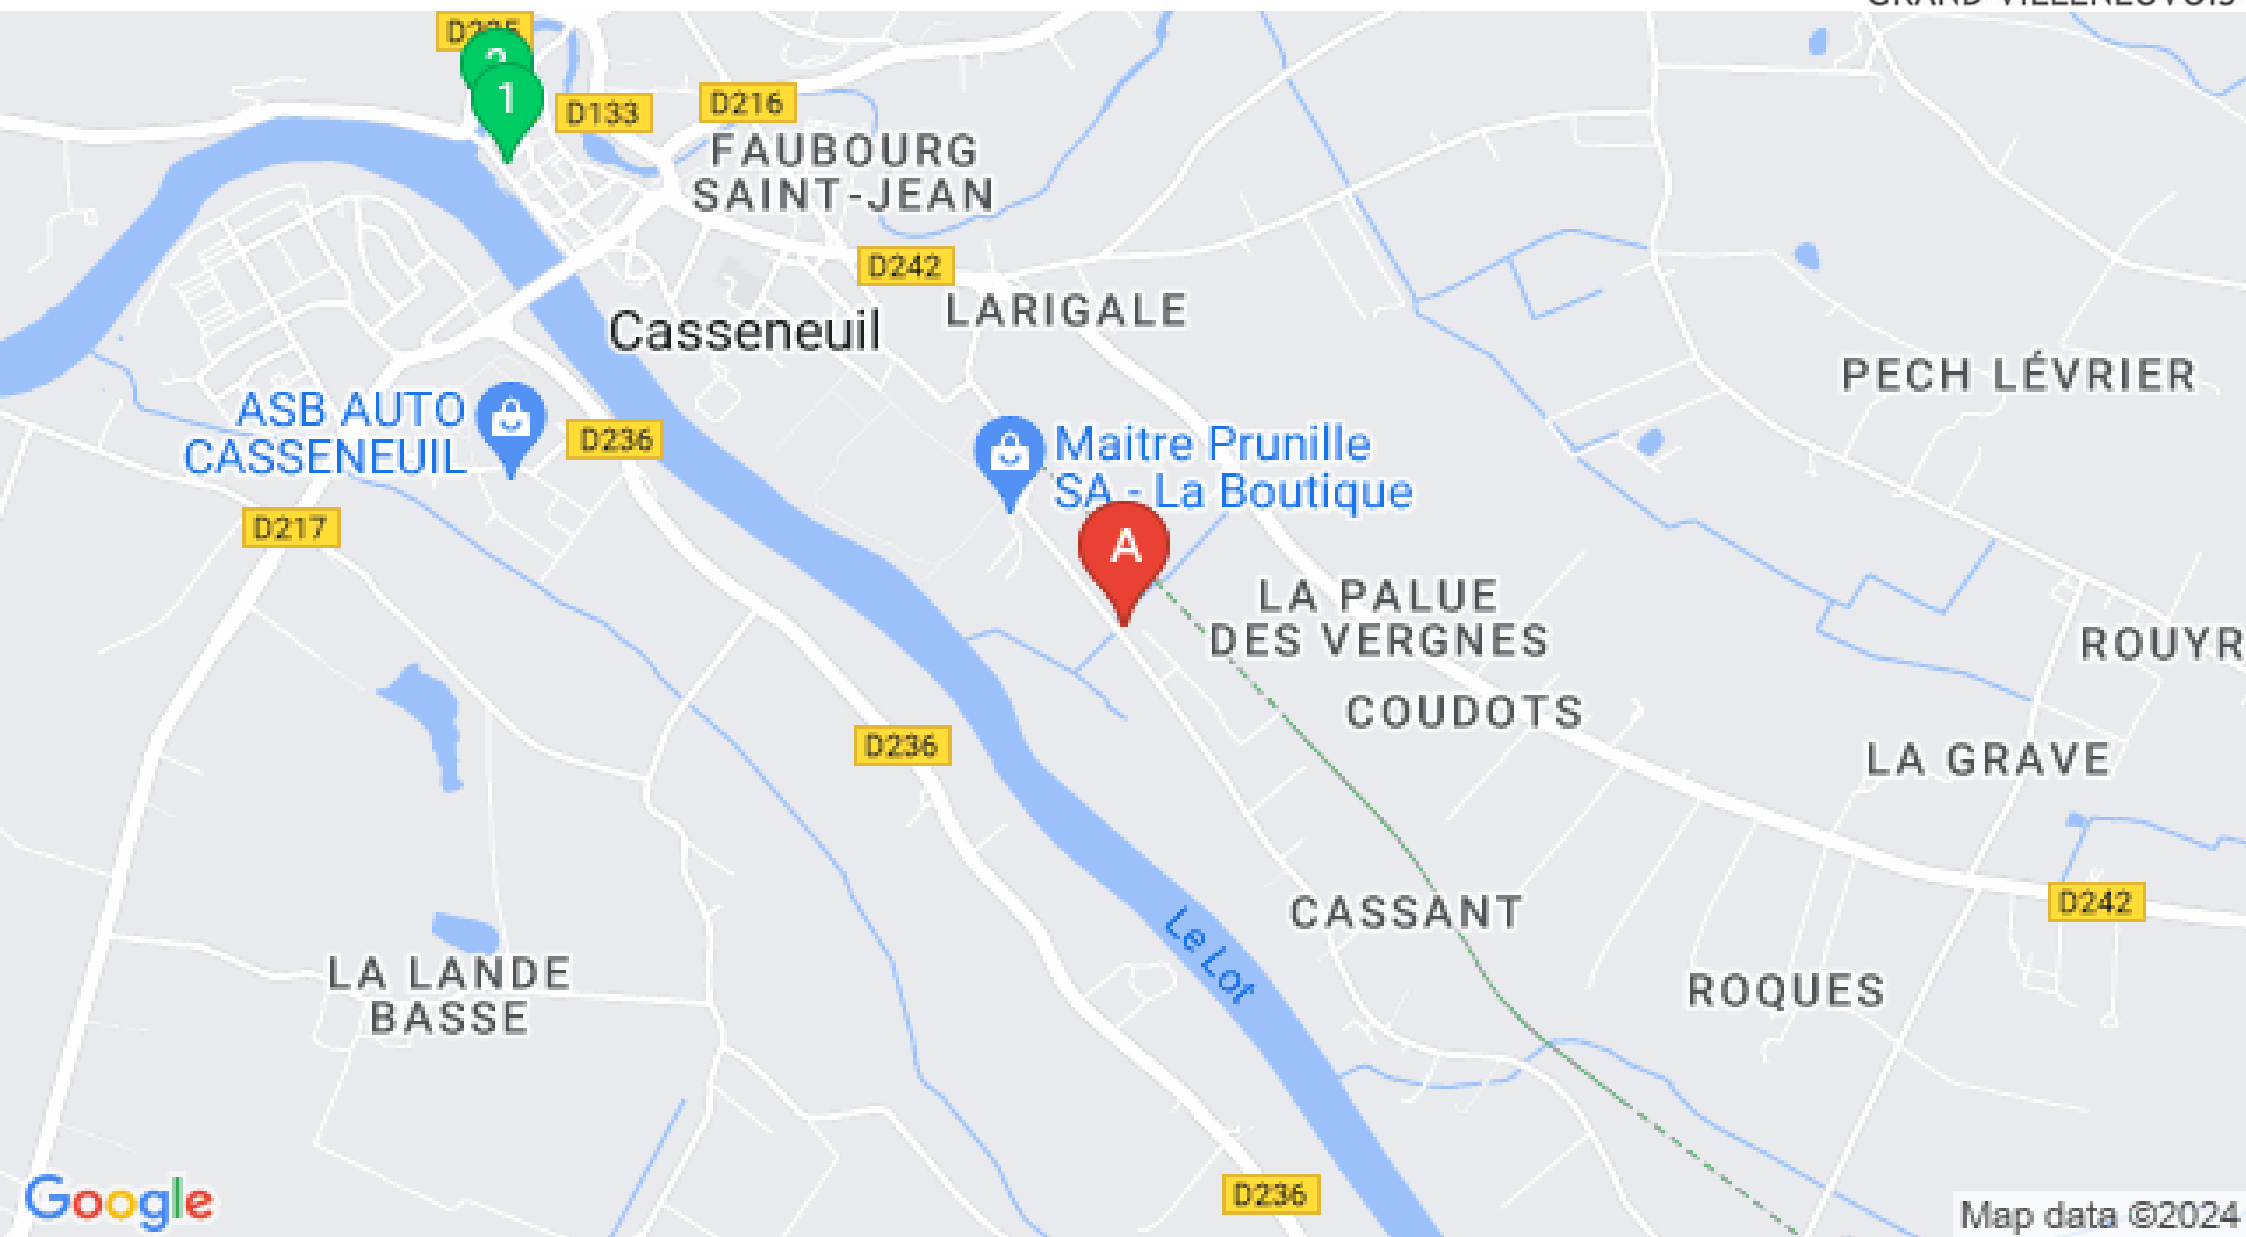 D
1
D133
D216
FAUBOURG
SAINT-JEAN
D242
LARIGALE
Casseneuil
PECH LÉVRIER
ASB AUTO
CASSENEUIL
D236
Maitre Prunille
SA - La Boutique
D217
A
LA PALUE
DES VERGNES
ROUYR
COUDOTS
D236
LA GRAVE
D242
CASSANT
Le Lot
LA LANDE
BASSE
ROQUES
D236
Google
Map data ©2024